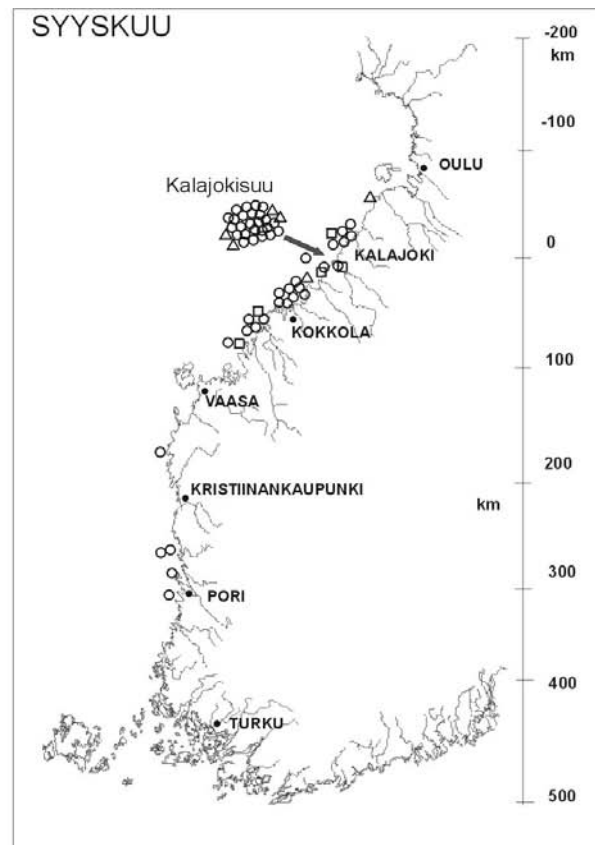 SYYSKUU
-200
km
-100
OULU
Kalajokisuu
0
KALAJOKI
KOKKOLA
100
VAASA
200
KRISTIINANKAUPUNKI
km
300
PORI
400
TURKU
500